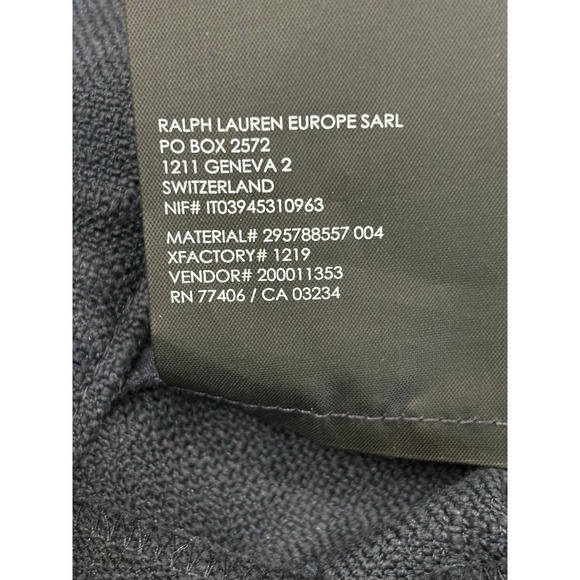 RALPH LAUREN EUROPE SARL
PO BOX 2572
1211 GENEVA 2
SWITZERLAND
NIF# IT03945310963
MATERIAL# 295788557 004
XFACTORY# 1219
VENDOR# 200011353
RN 77406 / CA 03234